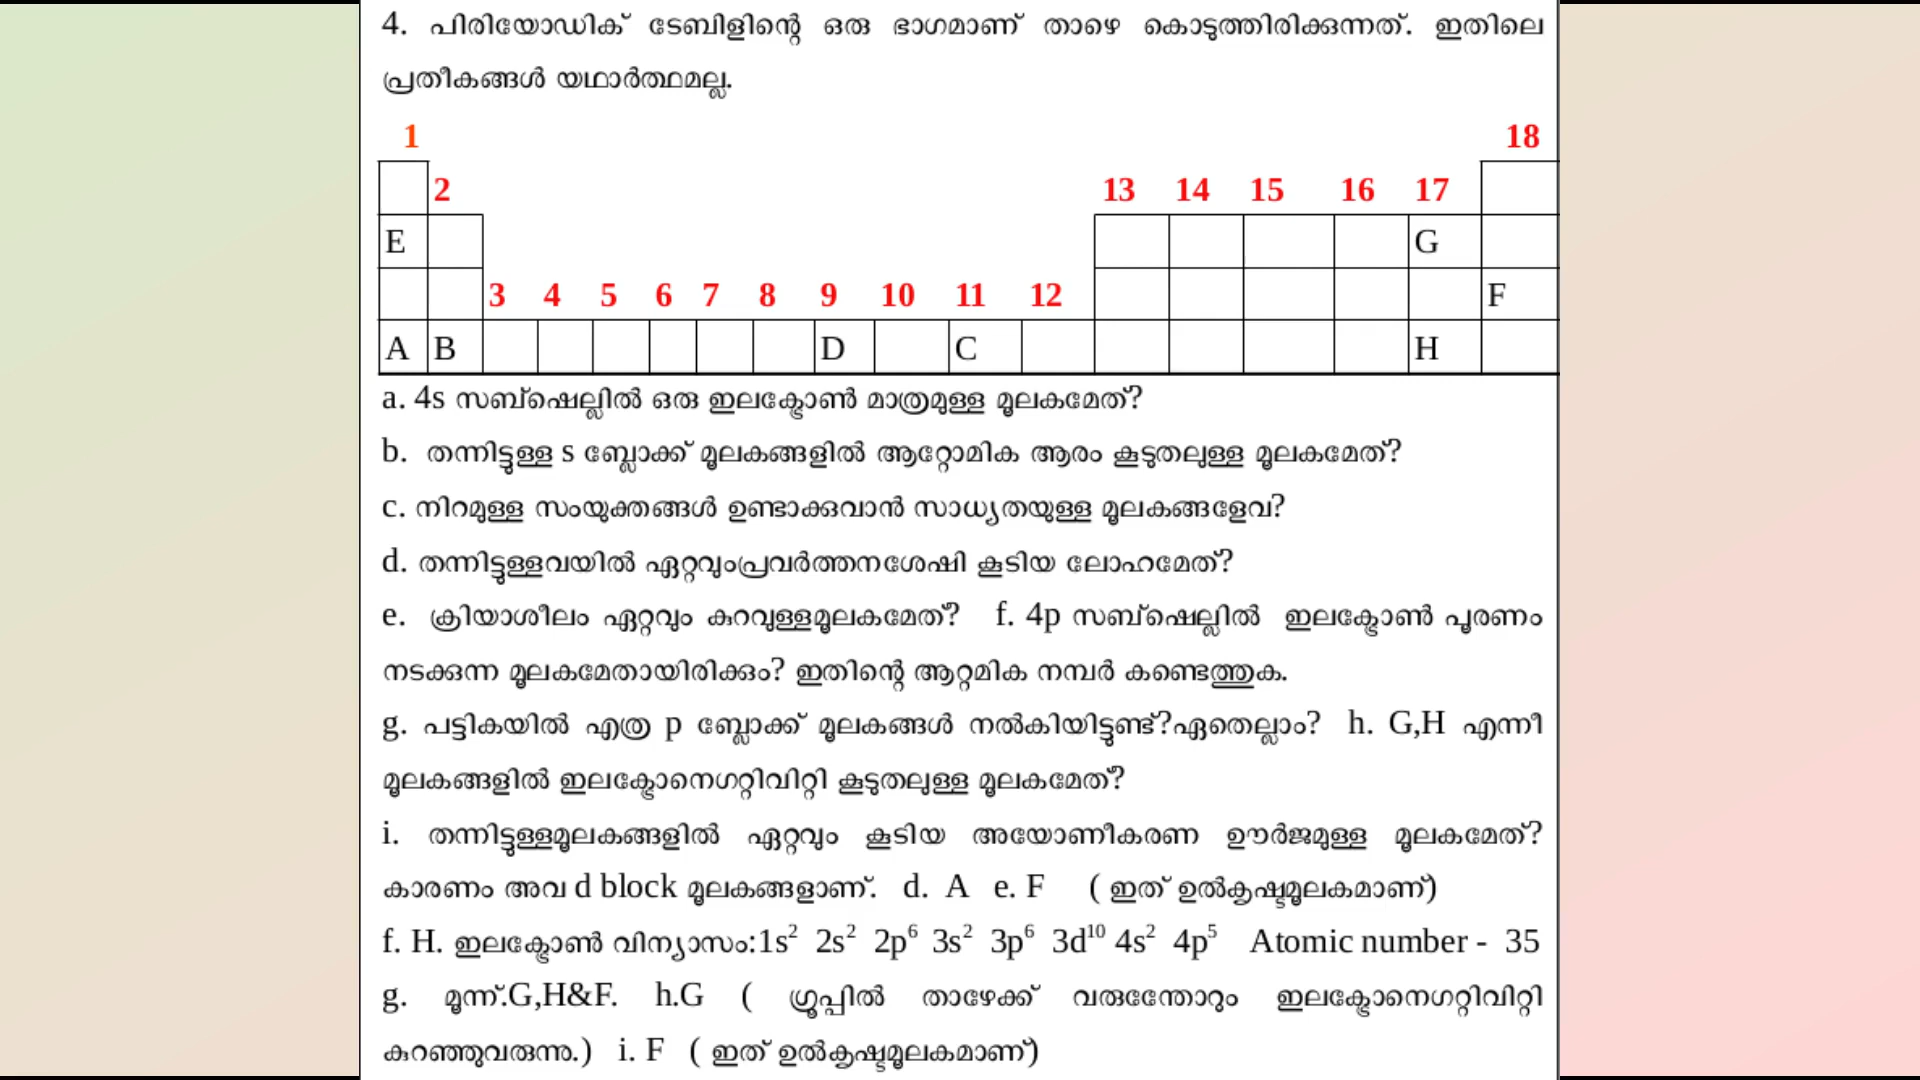 4. പിരിയോഡിക് ടേബിളിന്റെ ഒരു ഭാഗമാണ് താഴെ കൊടുത്തിരിക്കുന്നത്. ഇതിലെ
പ്രതീകങ്ങൾ യഥാർത്ഥമല്ല.
1 18
2 13 14 15 16 17
E G
3 4 5 6 7 8 9 10 11 12 F
A B D C H
a. 4s സബ്ഷെല്ലിൽ ഒരു ഇലക്ട്രോൺ മാത്രമുള്ള മൂലകമേത്?
b. തന്നിട്ടുള്ള s ബ്ലോക്ക് മൂലകങ്ങളിൽ ആറ്റോമിക ആരം കൂടുതലുള്ള മൂലകമേത്?
c. നിറമുള്ള സംയുക്തങ്ങൾ ഉണ്ടാക്കുവാൻ സാധ്യതയുള്ള മൂലകങ്ങളേവ?
d. തന്നിട്ടുള്ളവയിൽ ഏറ്റവുംപ്രവർത്തനശേഷി കൂടിയ ലോഹമേത്?
e. ക്രിയാശീലം ഏറ്റവും കുറവുള്ളമൂലകമേത്? f. 4p സബ്ഷെല്ലിൽ ഇലക്ട്രോൺ പൂരണം
നടക്കുന്ന മൂലകമേതായിരിക്കും? ഇതിന്റെ ആറ്റമിക നമ്പർ കണ്ടെത്തുക.
g. പട്ടികയിൽ എത്ര p ബ്ലോക്ക് മൂലകങ്ങൾ നൽകിയിട്ടുണ്ട്?ഏതെല്ലാം? h. G,H എന്നീ
മൂലകങ്ങളിൽ ഇലക്ട്രോനെഗറ്റിവിറ്റി കൂടുതലുള്ള മൂലകമേത്?
i. തന്നിട്ടുള്ളമൂലകങ്ങളിൽ ഏറ്റവും കൂടിയ അയോണീകരണ ഊർജമുള്ള മൂലകമേത്?
കാരണം അവ d block മൂലകങ്ങളാണ്. d. A e. F ( ഇത് ഉൽകൃഷ്ടമൂലകമാണ്)
f. H. ഇലക്ട്രോൺ വിന്യാസം:1s² 2s² 2p⁶ 3s² 3p⁶ 3d¹⁰ 4s² 4p⁵ Atomic number - 35
g. മൂന്ന്.G,H&F. h.G ( ഗ്രൂപ്പിൽ താഴേക്ക് വരുന്തോറും ഇലക്ട്രോനെഗറ്റിവിറ്റി
കുറഞ്ഞുവരുന്നു.) i. F ( ഇത് ഉൽകൃഷ്ടമൂലകമാണ്)